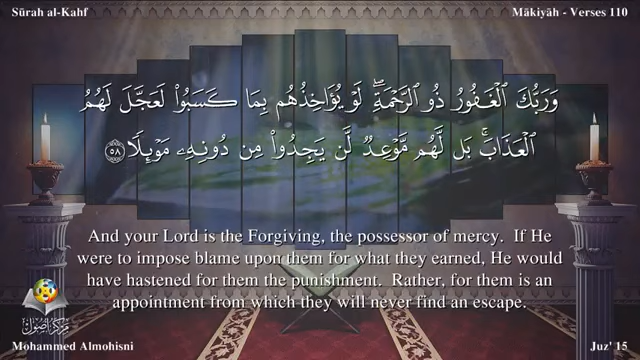 Sūrah al-Kahf
Mākiyāh - Verses 110
وَرَبُّكَ ٱلْغَفُورُ ذُو ٱلرَّحْمَةِ ۖ لَوْ يُؤَاخِذُهُم بِمَا كَسَبُوا۟ لَعَجَّلَ لَهُمُ
ٱلْعَذَابَ ۚ بَل لَّهُم مَّوْعِدٌ لَّن يَجِدُوا۟ مِن دُونِهِۦ مَوْئِلًا ٥٨
And your Lord is the Forgiving, the possessor of mercy. If He
were to impose blame upon them for what they earned, He would
have hastened for them the punishment. Rather, for them is an
appointment from which they will never find an escape.
Mohammed Almohisni
Juz' 15